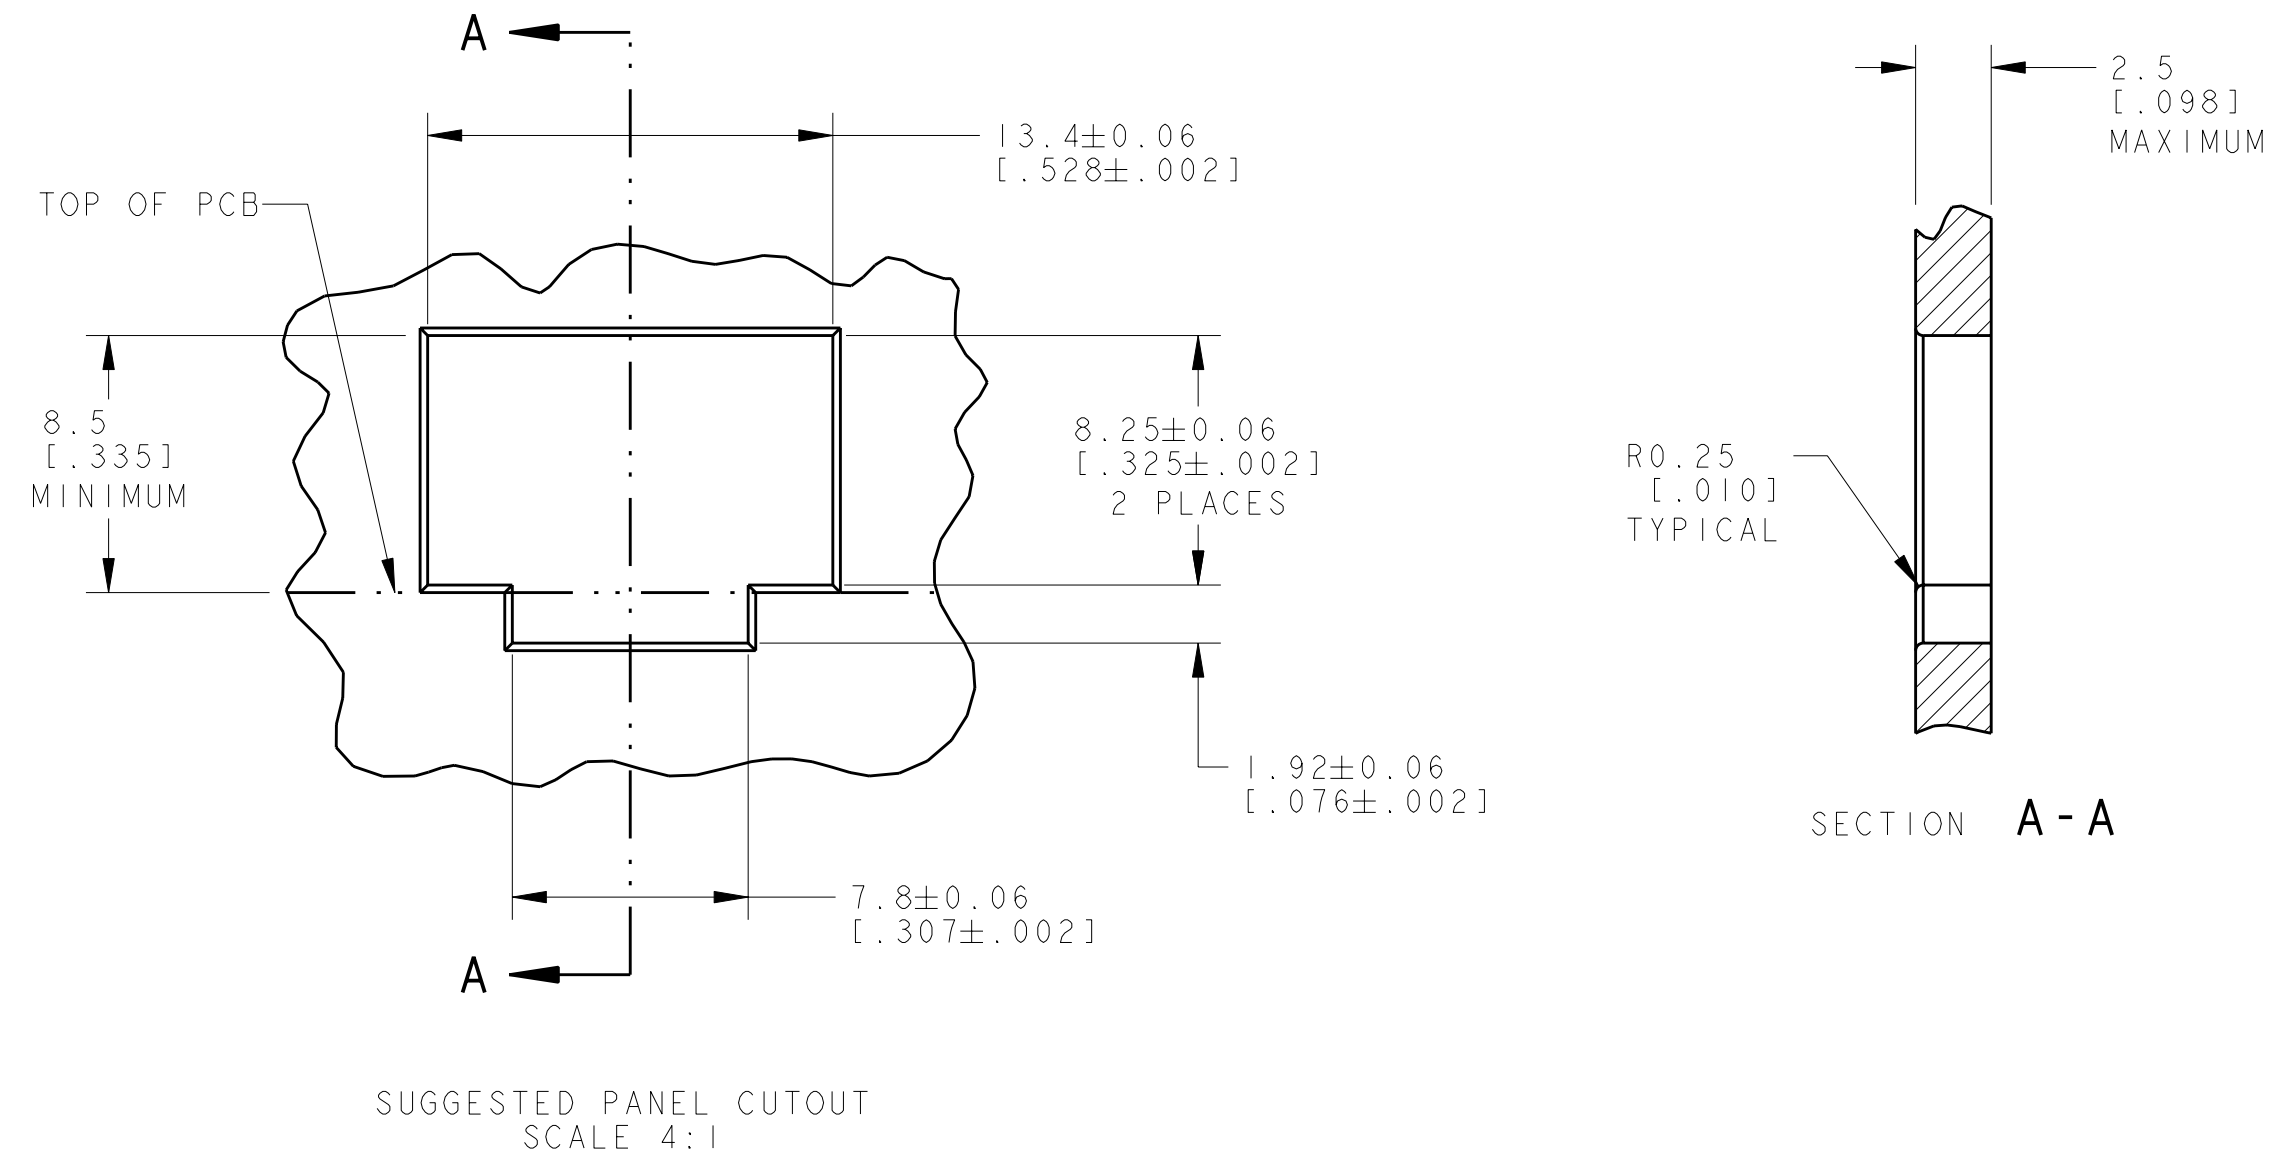 A
13.4±0.06
[.528±.002]
TOP OF PCB
8.5
[.335]
MINIMUM
8.25±0.06
[.325±.002]
2 PLACES
1.92±0.06
[.076±.002]
7.8±0.06
[.307±.002]
A
SUGGESTED PANEL CUTOUT
SCALE 4:1
2.5
[.098]
MAXIMUM
R0.25
[.010]
TYPICAL
SECTION A-A